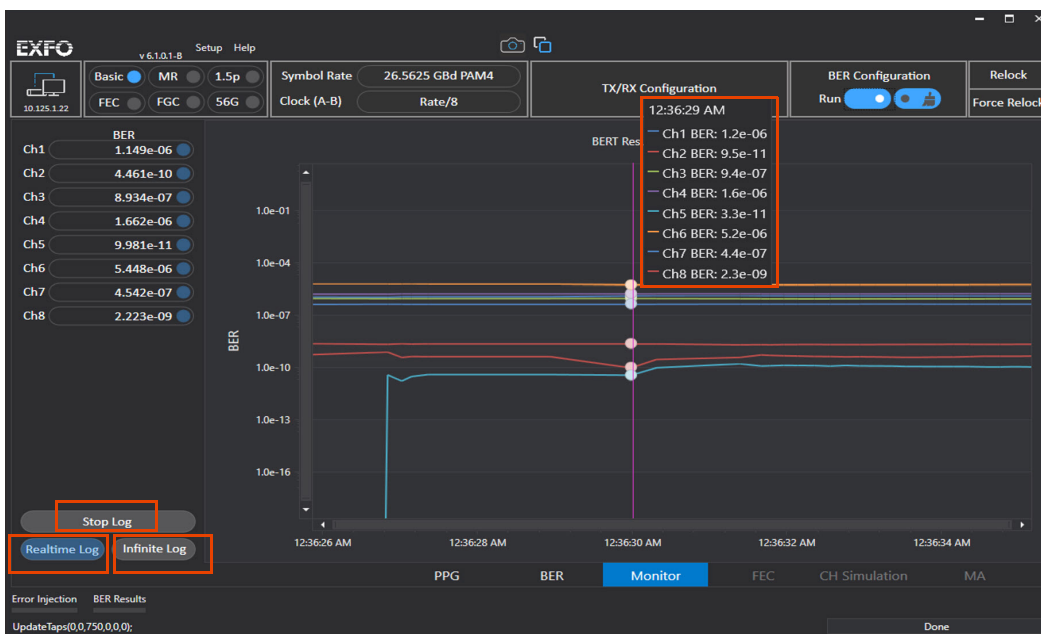 EXFO
v 6.1.0.1-B
Setup Help
10.125.1.22
Basic MR 1.5p
FEC FGC 56G
Symbol Rate 26.5625 GBd PAM4
Clock (A-B) Rate/8
TX/RX Configuration
BER Configuration
Run
Relock
Force Relock
BER
Ch1 1.149e-06
Ch2 4.461e-10
Ch3 8.934e-07
Ch4 1.662e-06
Ch5 9.981e-11
Ch6 5.448e-06
Ch7 4.542e-07
Ch8 2.223e-09
BERT Res
12:36:29 AM
Ch1 BER: 1.2e-06
Ch2 BER: 9.5e-11
Ch3 BER: 9.4e-07
Ch4 BER: 1.6e-06
Ch5 BER: 3.3e-11
Ch6 BER: 5.2e-06
Ch7 BER: 4.4e-07
Ch8 BER: 2.3e-09
BER
1.0e-01
1.0e-04
1.0e-07
1.0e-10
1.0e-13
1.0e-16
12:36:26 AM 12:36:28 AM 12:36:30 AM 12:36:32 AM 12:36:34 AM
Stop Log
Realtime Log Infinite Log
PPG BER Monitor FEC CH Simulation MA
Error Injection BER Results
UpdateTaps(0,0,750,0,0,0);
Done